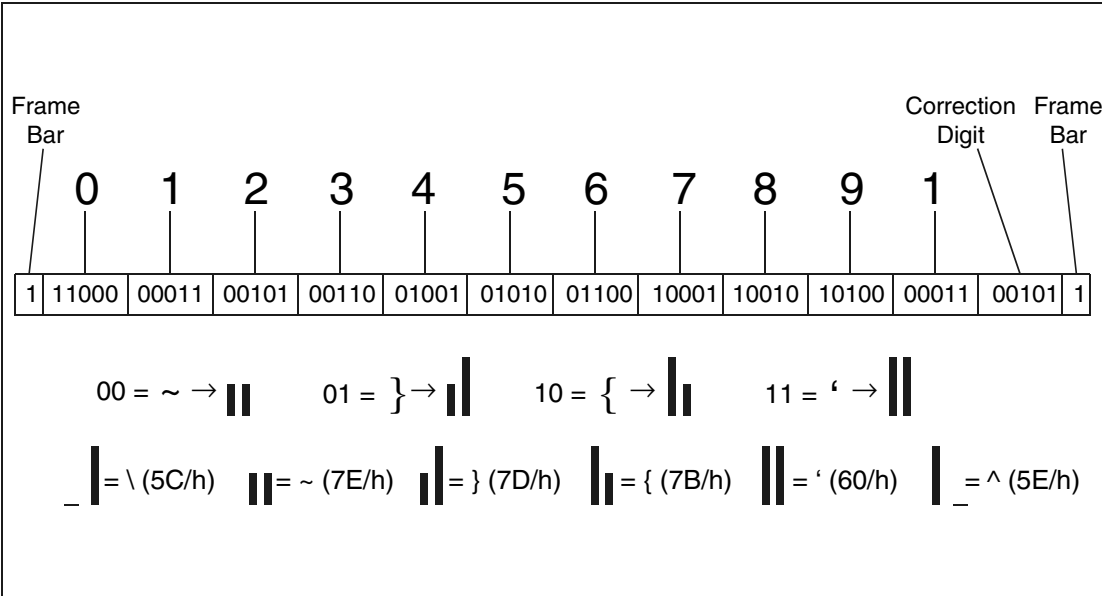 Frame Bar
Correction Digit
Frame Bar
0 1 2 3 4 5 6 7 8 9 1
1 11000 00011 00101 00110 01001 01010 01100 10001 10010 10100 00011 00101 1
00 = ~ → 01 = } → 10 = { → 11 = ‘ →
_ = \ (5C/h) = ~ (7E/h) = } (7D/h) = { (7B/h) = ‘ (60/h) _ = ^ (5E/h)